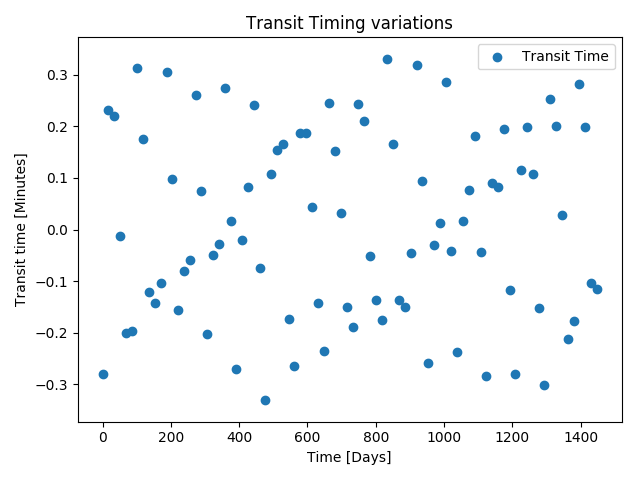 Transit Timing variations
Transit Time
Transit time [Minutes]
0.3
0.2
0.1
0.0
−0.1
−0.2
−0.3
0 200 400 600 800 1000 1200 1400
Time [Days]